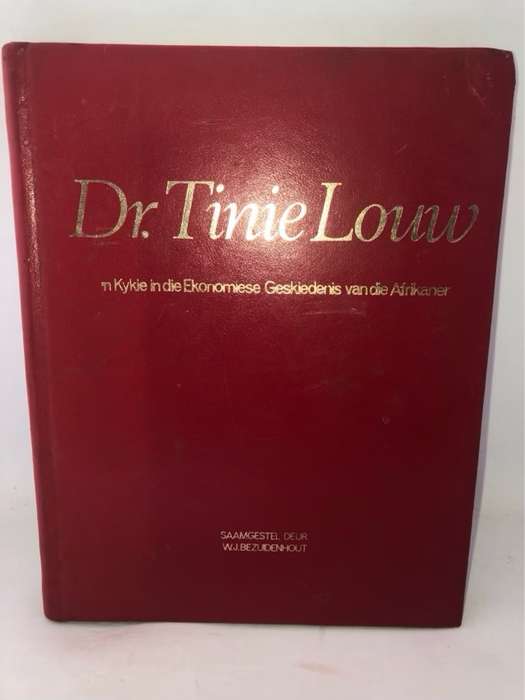 Dr. Tinie Louw
'n Kykie in die Ekonomiese Geskiedenis van die Afrikaner
SAAMGESTEL DEUR
W.J. BEZUIDENHOUT